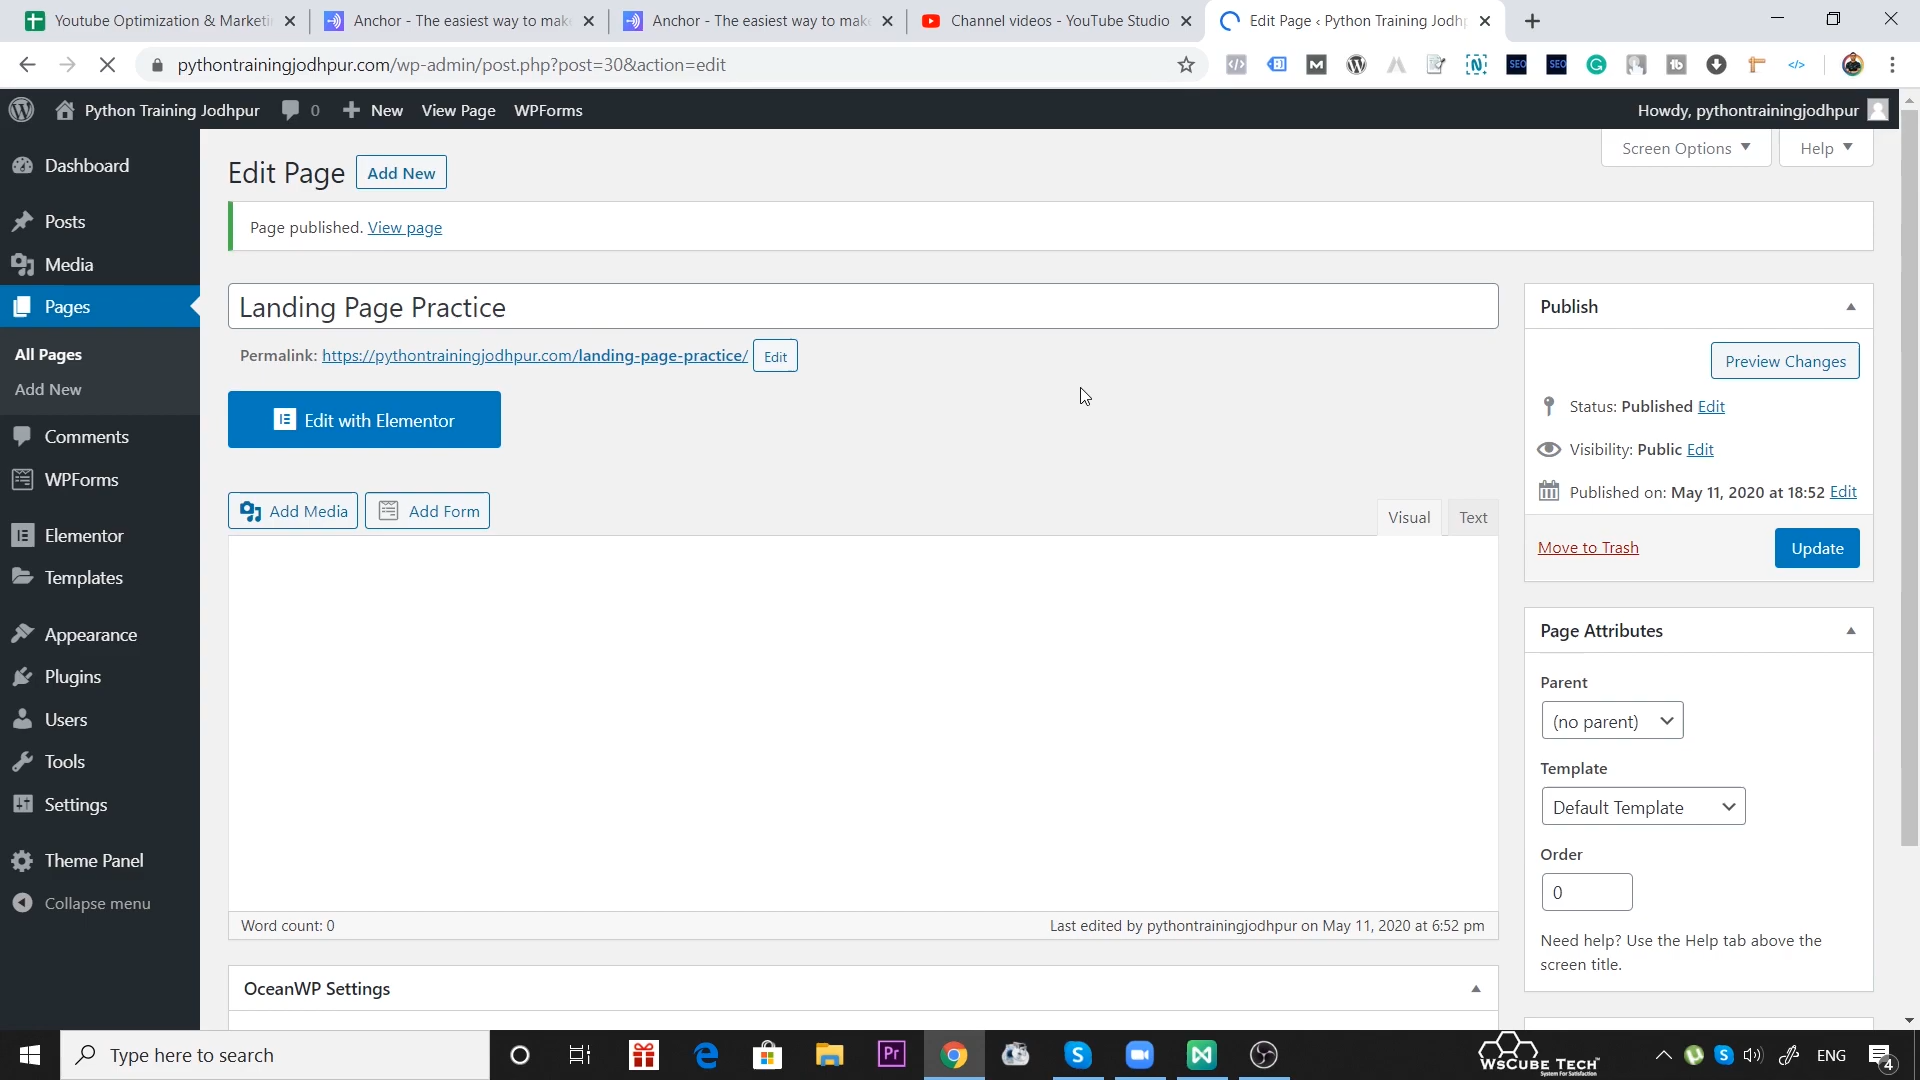 Youtube Optimization & Marketin
Anchor - The easiest way to make
Anchor - The easiest way to make
Channel videos - YouTube Studio
Edit Page ‹ Python Training Jodhp
pythontrainingjodhpur.com/wp-admin/post.php?post=30&action=edit
Python Training Jodhpur
0
New
View Page
WPForms
Howdy, pythontrainingjodhpur
Dashboard
Posts
Media
Pages
All Pages
Add New
Comments
WPForms
Elementor
Templates
Appearance
Plugins
Users
Tools
Settings
Theme Panel
Collapse menu
Screen Options
Help
Edit Page
Add New
Page published. View page
Landing Page Practice
Permalink: https://pythontrainingjodhpur.com/landing-page-practice/ Edit
Edit with Elementor
Add Media
Add Form
Visual
Text
Word count: 0
Last edited by pythontrainingjodhpur on May 11, 2020 at 6:52 pm
OceanWP Settings
Publish
Preview Changes
Status: Published Edit
Visibility: Public Edit
Published on: May 11, 2020 at 18:52 Edit
Move to Trash
Update
Page Attributes
Parent
(no parent)
Template
Default Template
Order
0
Need help? Use the Help tab above the
screen title.
Type here to search
Pr
WsCube Tech
ENG
4